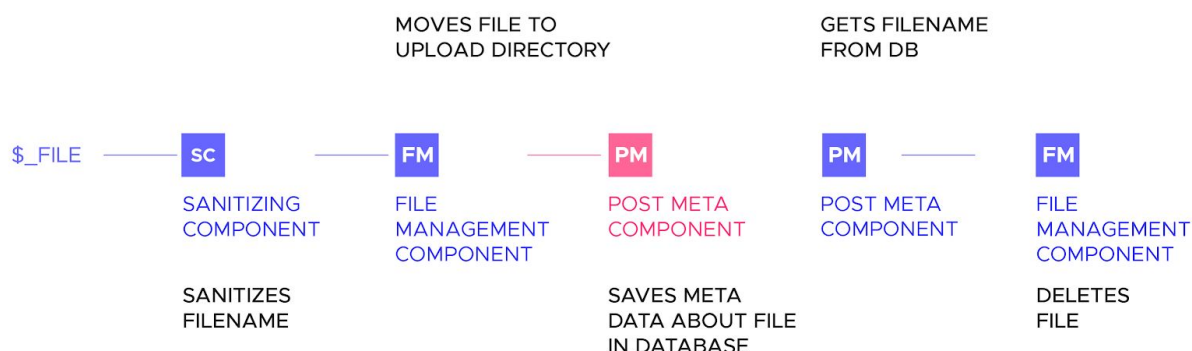 MOVES FILE TO
UPLOAD DIRECTORY
GETS FILENAME
FROM DB
$_FILE
SC
FM
PM
PM
FM
SANITIZING
COMPONENT
FILE
MANAGEMENT
COMPONENT
POST META
COMPONENT
POST META
COMPONENT
FILE
MANAGEMENT
COMPONENT
SANITIZES
FILENAME
SAVES META
DATA ABOUT FILE
IN DATABASE
DELETES
FILE